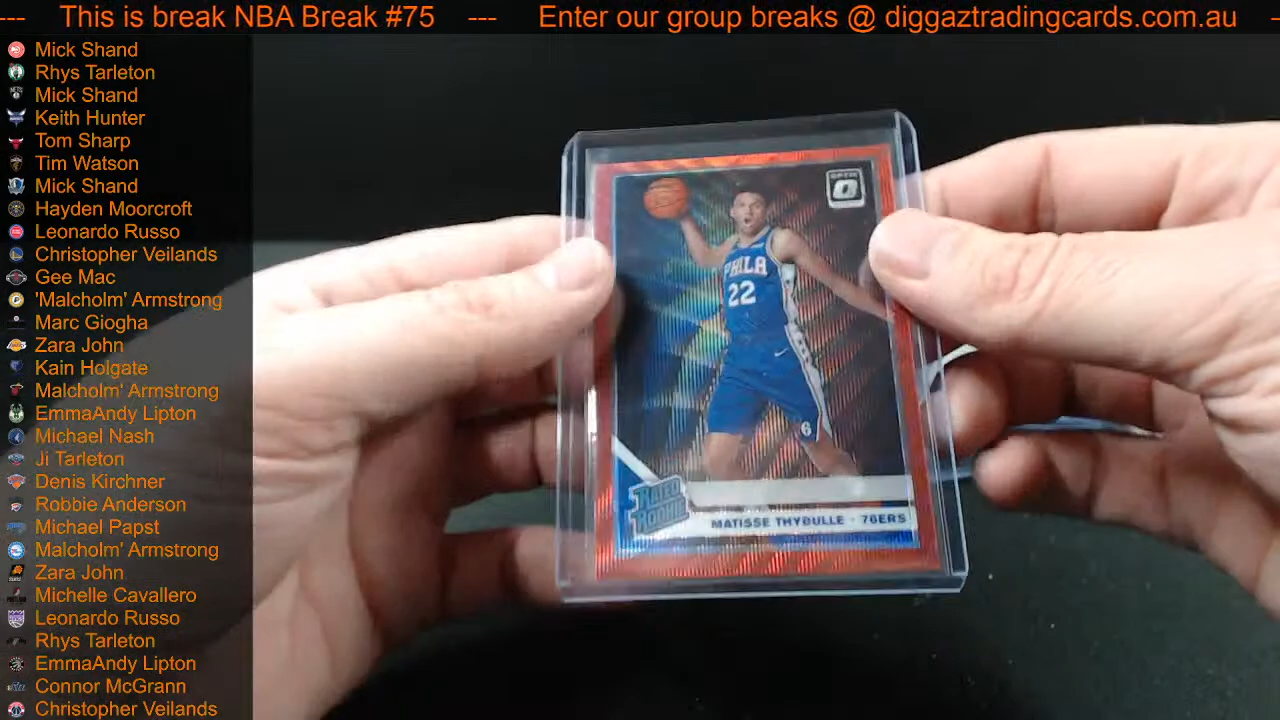 --- This is break NBA Break #75 --- Enter our group breaks @ diggaztradingcards.com.au -
Mick Shand
Rhys Tarleton
Mick Shand
Keith Hunter
Tom Sharp
Tim Watson
Mick Shand
Hayden Moorcroft
Leonardo Russo
Christopher Veilands
Gee Mac
'Malcholm' Armstrong
Marc Giogha
Zara John
Kain Holgate
Malcholm' Armstrong
EmmaAndy Lipton
Michael Nash
Ji Tarleton
Denis Kirchner
Robbie Anderson
Michael Papst
Malcholm' Armstrong
Zara John
Michelle Cavallero
Leonardo Russo
Rhys Tarleton
EmmaAndy Lipton
Connor McGrann
Christopher Veilands
OPTIC
PHILA
22
6
RATED
ROOKIE
MATISSE THYBULLE - 76ERS